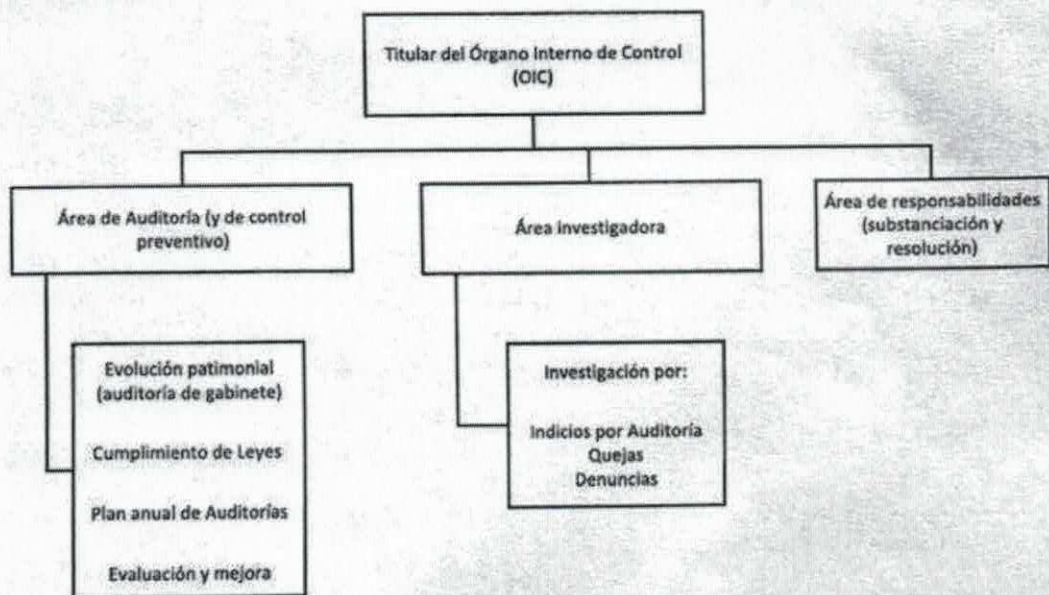 Titular del Órgano Interno de Control
(OIC)
Área de Auditoría (y de control
preventivo)
Área investigadora
Área de responsabilidades
(substanciación y
resolución)
Evolución patimonial
(auditoría de gabinete)
Cumplimiento de Leyes
Plan anual de Auditorías
Evaluación y mejora
Investigación por:
Indicios por Auditoría
Quejas
Denuncias